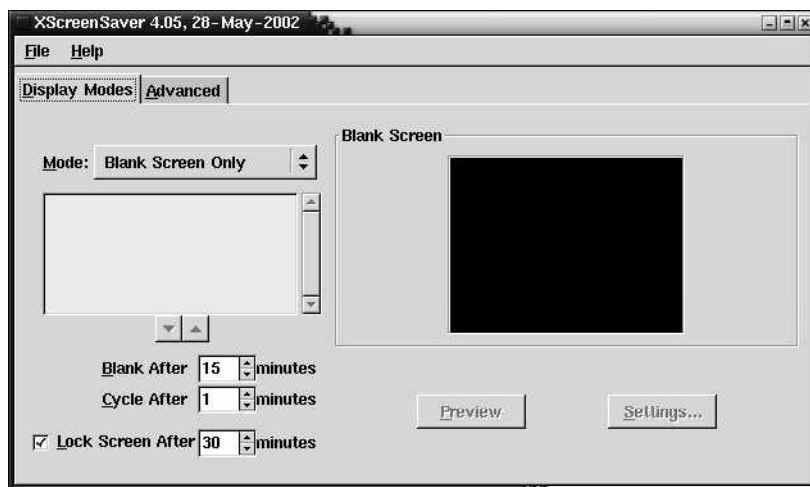 XScreenSaver 4.05, 28-May-2002
File Help
Display Modes Advanced
Mode: Blank Screen Only
Blank Screen
Blank After 15 minutes
Cycle After 1 minutes
Lock Screen After 30 minutes
Preview Settings...